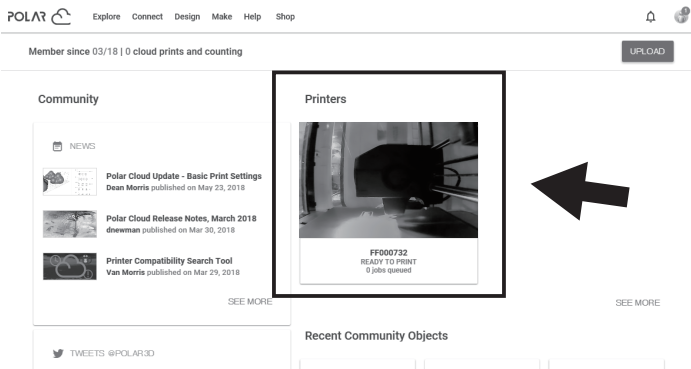 POLAR
Explore Connect Design Make Help Shop
Member since 03/18 | 0 cloud prints and counting
UPLOAD
Community
NEWS
Polar Cloud Update - Basic Print Settings
Dean Morris published on May 23, 2018
Polar Cloud Release Notes, March 2018
dnewman published on Mar 30, 2018
Printer Compatibility Search Tool
Van Morris published on Mar 29, 2018
SEE MORE
TWEETS @POLAR3D
Printers
FF000732
READY TO PRINT
0 jobs queued
SEE MORE
Recent Community Objects